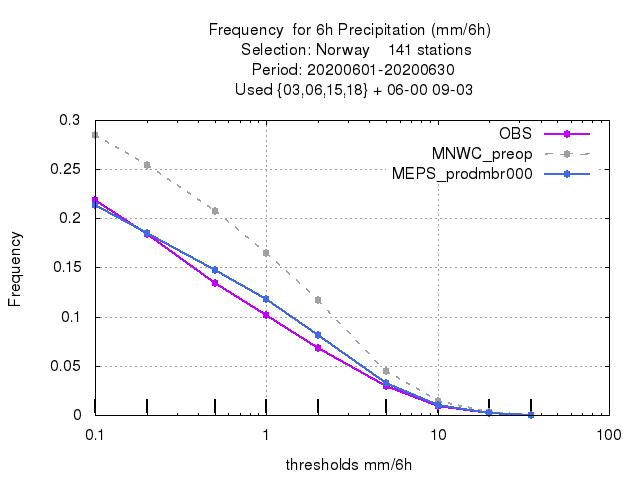 Frequency  for 6h Precipitation (mm/6h)
Selection: Norway    141 stations
Period: 20200601-20200630
Used {03,06,15,18} + 06-00 09-03
OBS
MNWC_preop
MEPS_prodmbr000
0.3
0.25
0.2
0.15
0.1
0.05
0
Frequency
0.1 1 10 100
thresholds mm/6h